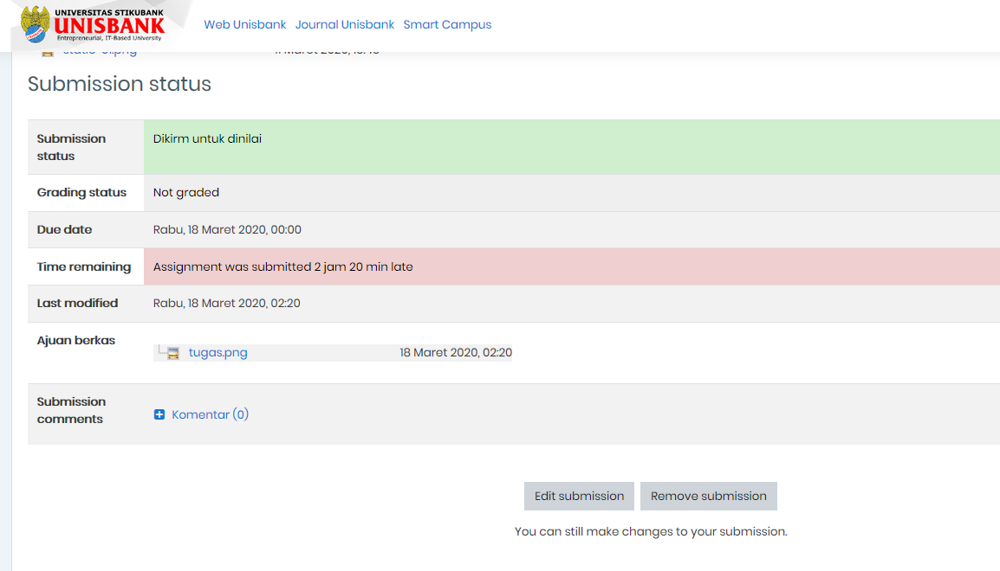 UNIVERSITAS STIKUBANK
UNISBANK
Entrepreneurial, IT-Based University
Web Unisbank Journal Unisbank Smart Campus
Submission status
Submission status Dikirm untuk dinilai
Grading status Not graded
Due date Rabu, 18 Maret 2020, 00:00
Time remaining Assignment was submitted 2 jam 20 min late
Last modified Rabu, 18 Maret 2020, 02:20
Ajuan berkas
tugas.png 18 Maret 2020, 02:20
Submission comments
Komentar (0)
Edit submission Remove submission
You can still make changes to your submission.